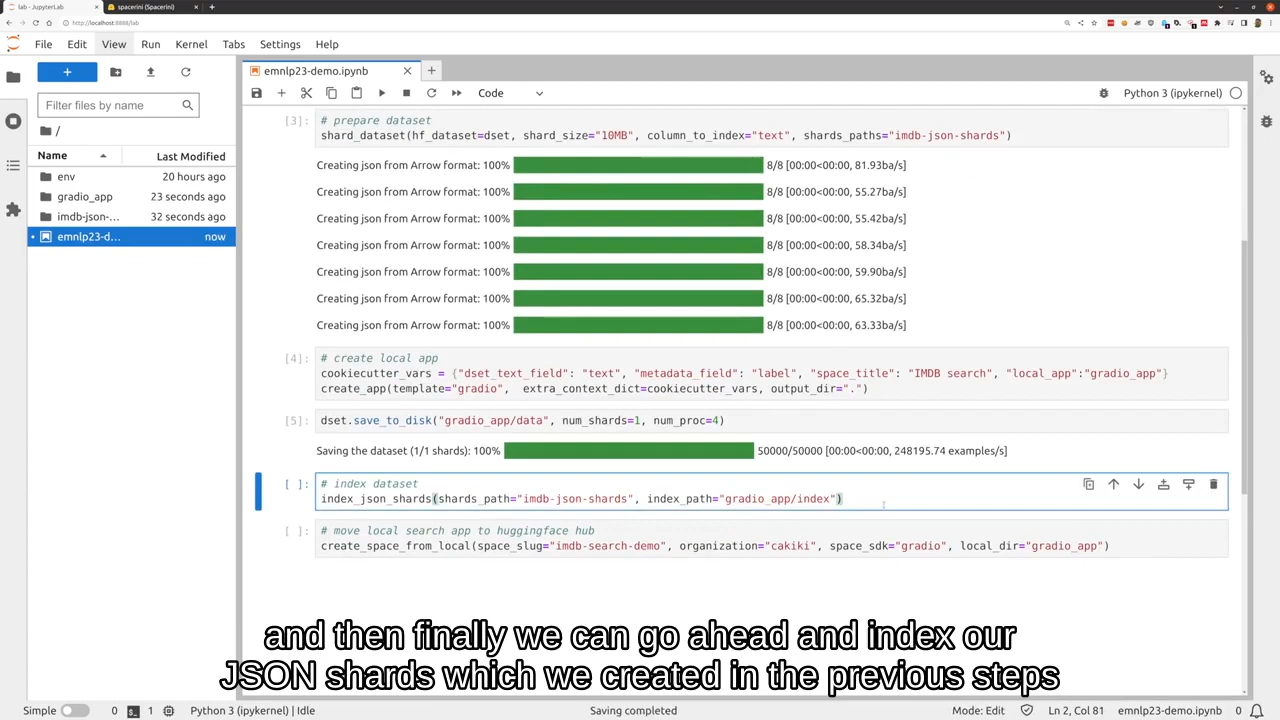 lab - JupyterLab
spacerini (Spacerini)
http://localhost:8888/lab
File Edit View Run Kernel Tabs Settings Help
emnlp23-demo.ipynb
Filter files by name
Code
Python 3 (ipykernel)
/
Name Last Modified
env 20 hours ago
gradio_app 23 seconds ago
imdb-json-... 32 seconds ago
emnlp23-d... now
[3]: # prepare dataset
shard_dataset(hf_dataset=dset, shard_size="10MB", column_to_index="text", shards_paths="imdb-json-shards")
Creating json from Arrow format: 100% 8/8 [00:00<00:00, 81.93ba/s]
Creating json from Arrow format: 100% 8/8 [00:00<00:00, 55.27ba/s]
Creating json from Arrow format: 100% 8/8 [00:00<00:00, 55.42ba/s]
Creating json from Arrow format: 100% 8/8 [00:00<00:00, 58.34ba/s]
Creating json from Arrow format: 100% 8/8 [00:00<00:00, 59.90ba/s]
Creating json from Arrow format: 100% 8/8 [00:00<00:00, 65.32ba/s]
Creating json from Arrow format: 100% 8/8 [00:00<00:00, 63.33ba/s]
[4]: # create local app
cookiecutter_vars = {"dset_text_field": "text", "metadata_field": "label", "space_title": "IMDB search", "local_app":"gradio_app"}
create_app(template="gradio", extra_context_dict=cookiecutter_vars, output_dir=".")
[5]: dset.save_to_disk("gradio_app/data", num_shards=1, num_proc=4)
Saving the dataset (1/1 shards): 100% 50000/50000 [00:00<00:00, 248195.74 examples/s]
[ ]: # index dataset
index_json_shards(shards_path="imdb-json-shards", index_path="gradio_app/index")
[ ]: # move local search app to huggingface hub
create_space_from_local(space_slug="imdb-search-demo", organization="cakiki", space_sdk="gradio", local_dir="gradio_app")
and then finally we can go ahead and index our
JSON shards which we created in the previous steps
Simple 0 1 Python 3 (ipykernel) | Idle Saving completed Mode: Edit Ln 2, Col 81 emnlp23-demo.ipynb 0